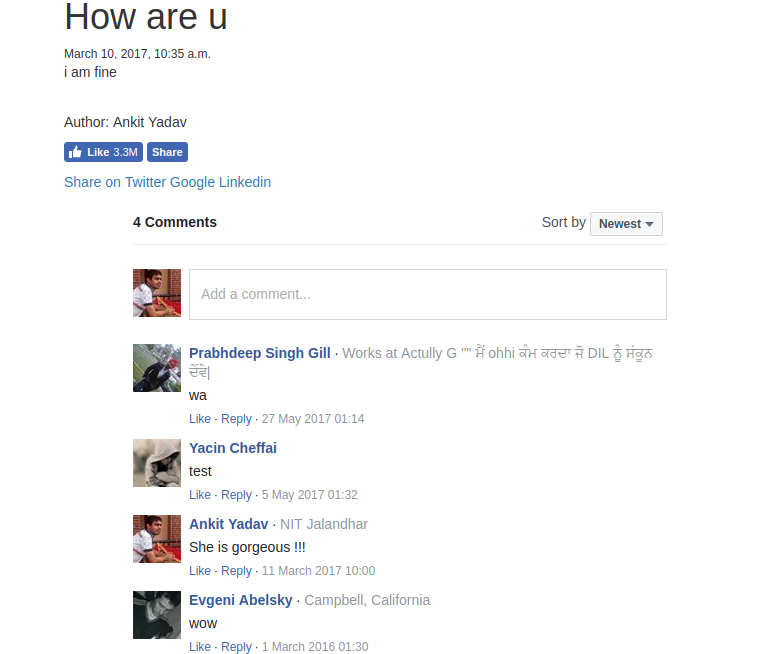 How are u
March 10, 2017, 10:35 a.m.
i am fine
Author: Ankit Yadav
Like 3.3M Share
Share on Twitter Google Linkedin
4 Comments Sort by Newest
Add a comment...
Prabhdeep Singh Gill · Works at Actully G "" ਮੈਂ ohhi ਕੰਮ ਕਰਦਾ ਜੋ DIL ਨੂੰ ਸੰਕੂਨ
ਦੇਂਵੇ|
wa
Like · Reply · 27 May 2017 01:14
Yacin Cheffai
test
Like · Reply · 5 May 2017 01:32
Ankit Yadav · NIT Jalandhar
She is gorgeous !!!
Like · Reply · 11 March 2017 10:00
Evgeni Abelsky · Campbell, California
wow
Like · Reply · 1 March 2016 01:30